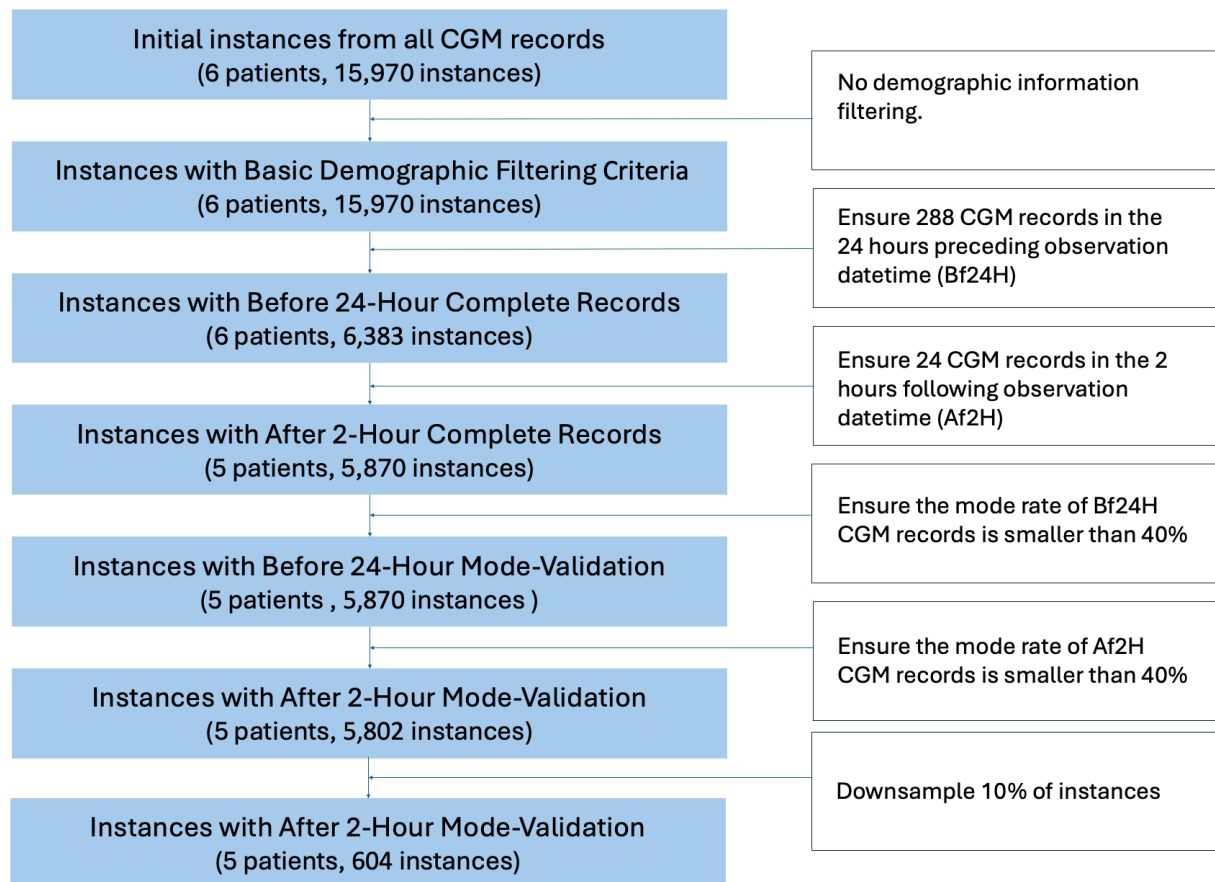 Initial instances from all CGM records
(6 patients, 15,970 instances)
No demographic information
filtering.
Instances with Basic Demographic Filtering Criteria
(6 patients, 15,970 instances)
Ensure 288 CGM records in the
24 hours preceding observation
datetime (Bf24H)
Instances with Before 24-Hour Complete Records
(6 patients, 6,383 instances)
Ensure 24 CGM records in the 2
hours following observation
datetime (Af2H)
Instances with After 2-Hour Complete Records
(5 patients, 5,870 instances)
Ensure the mode rate of Bf24H
CGM records is smaller than 40%
Instances with Before 24-Hour Mode-Validation
(5 patients , 5,870 instances )
Ensure the mode rate of Af2H
CGM records is smaller than 40%
Instances with After 2-Hour Mode-Validation
(5 patients, 5,802 instances)
Downsample 10% of instances
Instances with After 2-Hour Mode-Validation
(5 patients, 604 instances)